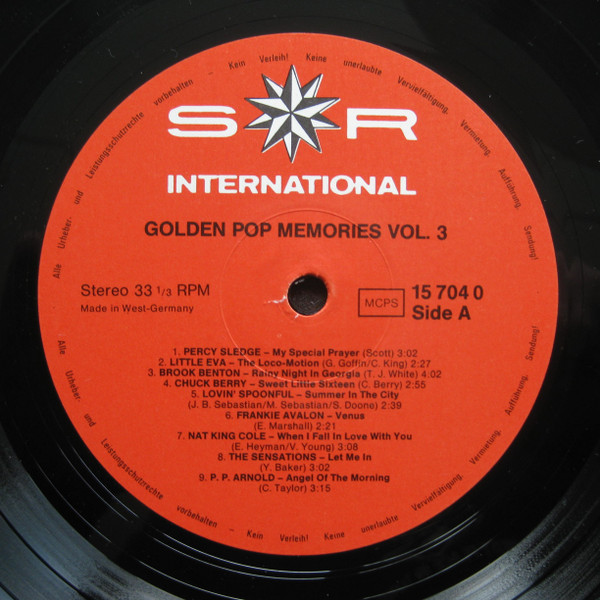 Alle Urheber- und Leistungsschutzrechte vorbehalten - Kein Verleih! Keine unerlaubte Vervielfältigung, Vermietung, Aufführung, Sendung!
S R
INTERNATIONAL
GOLDEN POP MEMORIES VOL. 3
Stereo 33 1/3 RPM
Made in West-Germany
MCPS
15 704 0
Side A
1. PERCY SLEDGE – My Special Prayer (Scott) 3:02
2. LITTLE EVA – The Loco-Motion (G. Goffin/C. King) 2:27
3. BROOK BENTON – Rainy Night In Georgia (T. J. White) 4:02
4. CHUCK BERRY – Sweet Little Sixteen (C. Berry) 2:55
5. LOVIN' SPOONFUL – Summer In The City
(J. B. Sebastian/M. Sebastian/S. Doone) 2:39
6. FRANKIE AVALON – Venus
(E. Marshall) 2:21
7. NAT KING COLE – When I Fall In Love With You
(E. Heyman/V. Young) 3:08
8. THE SENSATIONS – Let Me In
(Y. Baker) 3:02
9. P. P. ARNOLD – Angel Of The Morning
(C. Taylor) 3:15
Alle Urheber- und Leistungsschutzrechte vorbehalten – Kein Verleih! Keine unerlaubte Vervielfältigung, Vermietung, Aufführung, Sendung!